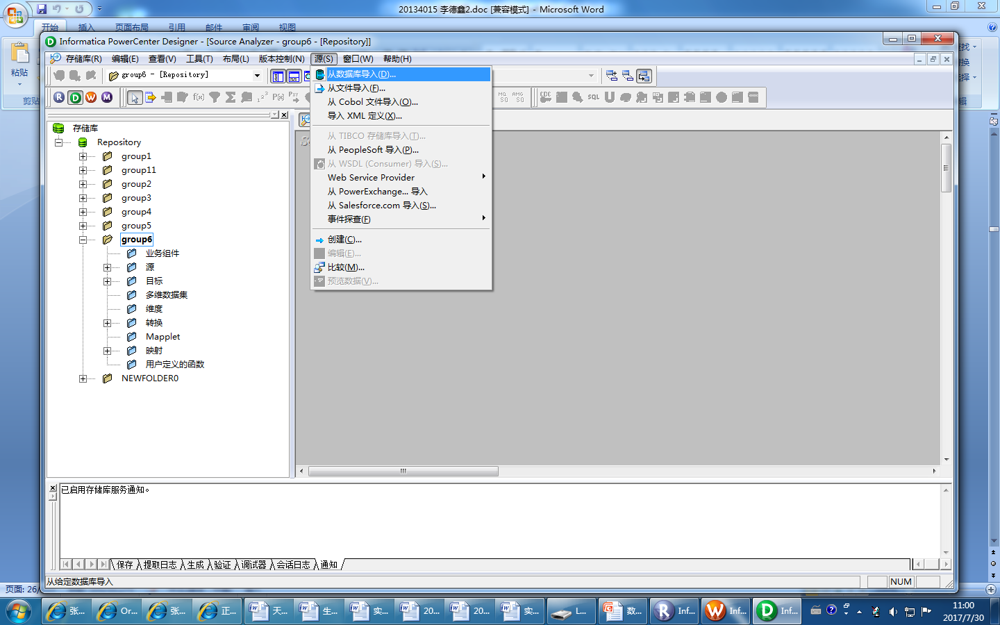 20134015 李德鑫2.doc [兼容模式] - Microsoft Word
开始 插入 页面布局 引用 邮件 审阅 视图
粘贴
Informatica PowerCenter Designer - [Source Analyzer - group6 - [Repository]]
存储库(R) 编辑(E) 查看(V) 工具(T) 布局(L) 版本控制(N) 源(S) 窗口(W) 帮助(H)
group6 - [Repository]
从数据库导入(D)...
从文件导入(F)...
从 Cobol 文件导入(O)...
导入 XML 定义(X)...
从 TIBCO 存储库导入(T)...
从 PeopleSoft 导入(P)...
从 WSDL (Consumer) 导入(S)...
Web Service Provider
从 PowerExchange... 导入
从 Salesforce.com 导入(S)...
事件探查(F)
创建(C)...
编辑(E)...
比较(M)...
预览数据(V)...
存储库
Repository
group1
group11
group2
group3
group4
group5
group6
业务组件
源
目标
多维数据集
维度
转换
Mapplet
映射
用户定义的函数
NEWFOLDER0
已启用存储库服务通知。
保存 提取日志 生成 验证 调试器 会话日志 通知
从给定数据库导入
NUM
页面: 26/
张... Or... 张... 正... 天... 生... 实... 20... 20... 实... L... 数... Inf... Inf... Inf...
11:00
2017/7/30